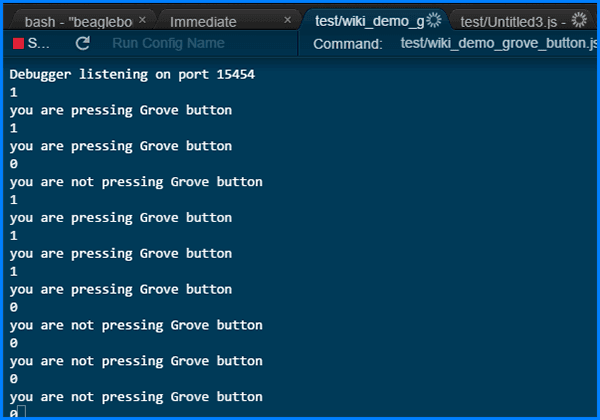 bash - "beaglebo
Immediate
test/wiki_demo_g
test/Untitled3.js -
S...
Run Config Name
Command:
test/wiki_demo_grove_button.js
Debugger listening on port 15454
1
you are pressing Grove button
1
you are pressing Grove button
0
you are not pressing Grove button
1
you are pressing Grove button
1
you are pressing Grove button
1
you are pressing Grove button
0
you are not pressing Grove button
0
you are not pressing Grove button
0
you are not pressing Grove button
0